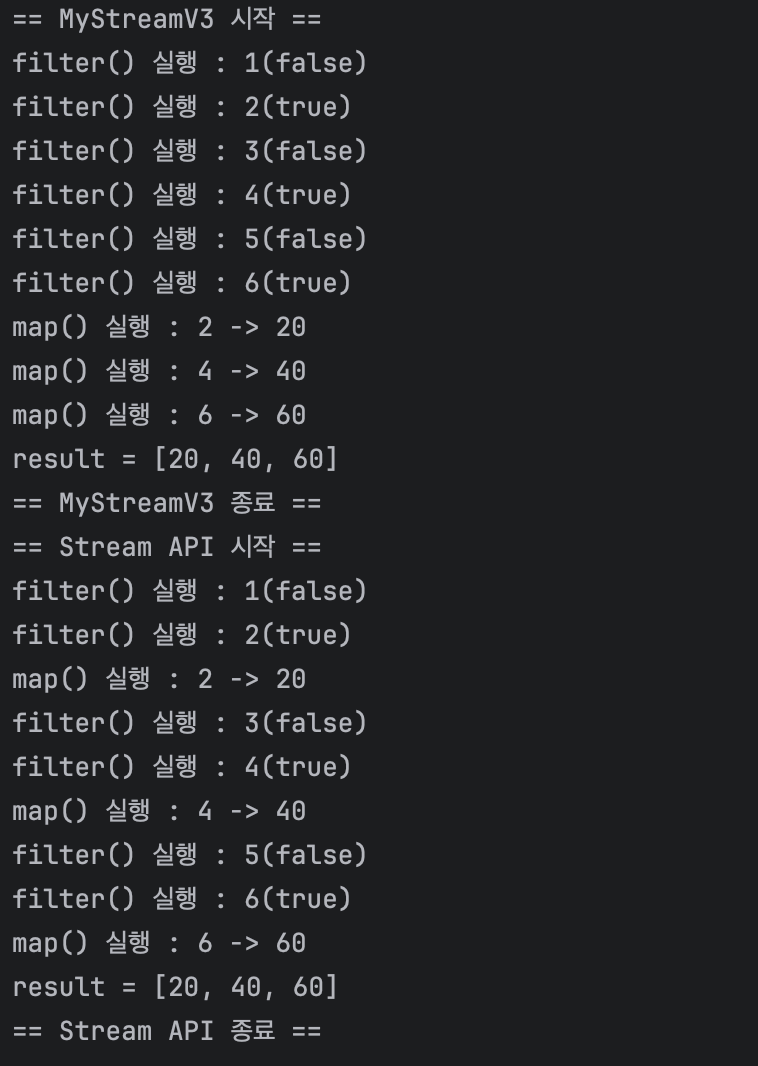 == MyStreamV3 시작 ==
filter() 실행 : 1(false)
filter() 실행 : 2(true)
filter() 실행 : 3(false)
filter() 실행 : 4(true)
filter() 실행 : 5(false)
filter() 실행 : 6(true)
map() 실행 : 2 -> 20
map() 실행 : 4 -> 40
map() 실행 : 6 -> 60
result = [20, 40, 60]
== MyStreamV3 종료 ==
== Stream API 시작 ==
filter() 실행 : 1(false)
filter() 실행 : 2(true)
map() 실행 : 2 -> 20
filter() 실행 : 3(false)
filter() 실행 : 4(true)
map() 실행 : 4 -> 40
filter() 실행 : 5(false)
filter() 실행 : 6(true)
map() 실행 : 6 -> 60
result = [20, 40, 60]
== Stream API 종료 ==